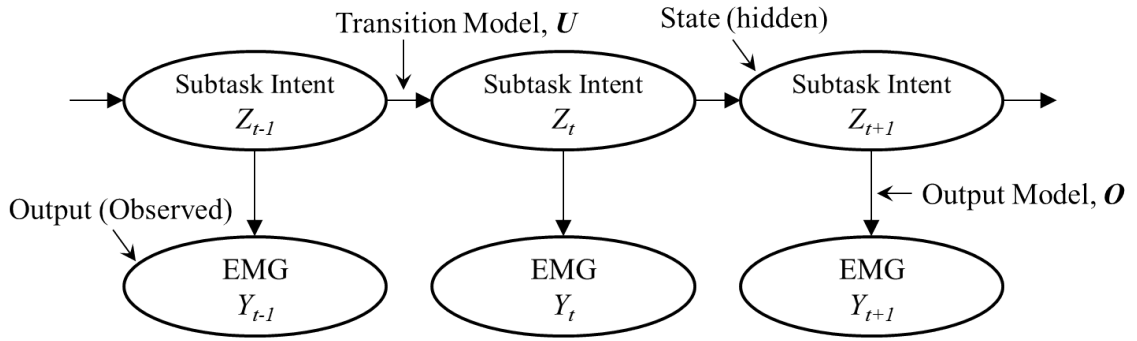 Transition Model, U
State (hidden)
Subtask Intent
Z_{t-1}
Subtask Intent
Z_t
Subtask Intent
Z_{t+1}
Output (Observed)
Output Model, O
EMG
Y_{t-1}
EMG
Y_t
EMG
Y_{t+1}